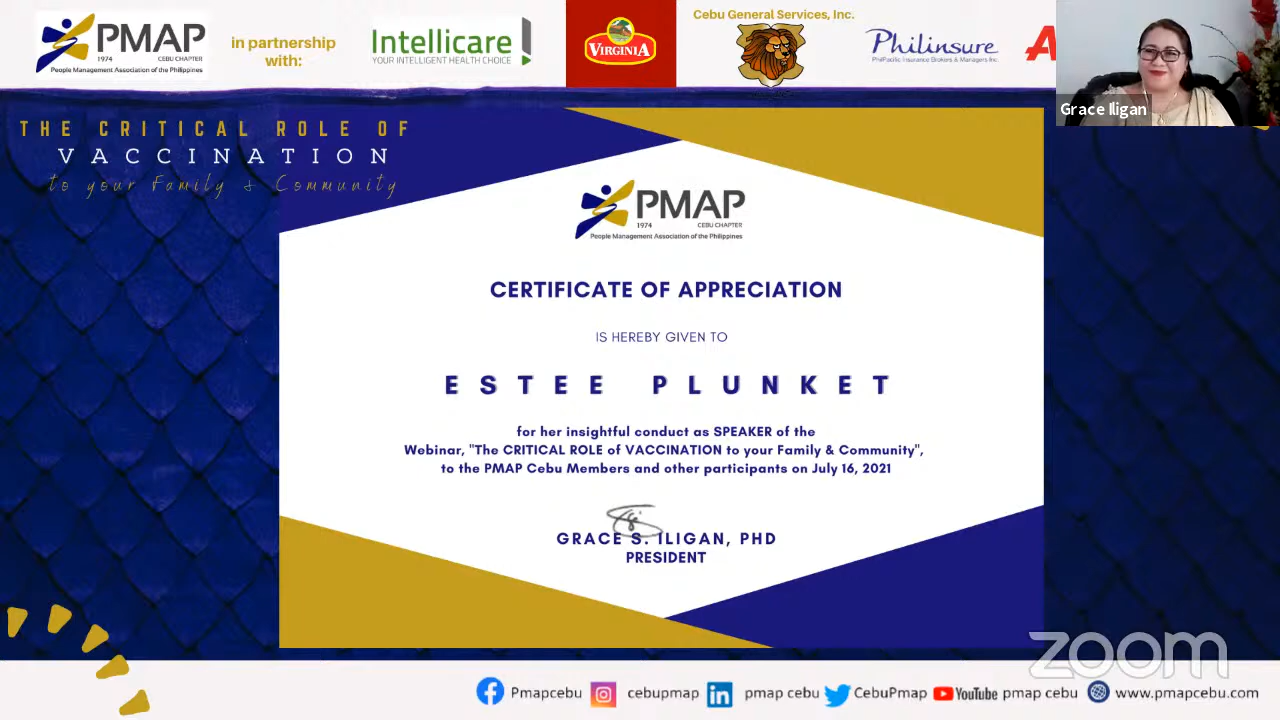 PMAP
1974 CEBU CHAPTER
People Management Association of the Philippines
in partnership
with:
Intellicare
YOUR INTELLIGENT HEALTH CHOICE
VIRGINIA
Cebu General Services, Inc.
Philinsure
PhilPacific Insurance Brokers & Managers Inc.
A
Grace Iligan
THE CRITICAL ROLE OF
VACCINATION
to your Family & Community
PMAP
1974 CEBU CHAPTER
People Management Association of the Philippines
CERTIFICATE OF APPRECIATION
IS HEREBY GIVEN TO
ESTEE PLUNKET
for her insightful conduct as SPEAKER of the
Webinar, "The CRITICAL ROLE of VACCINATION to your Family & Community",
to the PMAP Cebu Members and other participants on July 16, 2021
GRACE S. ILIGAN, PHD
PRESIDENT
zoom
Pmapcebu cebupmap pmap cebu CebuPmap YouTube pmap cebu www.pmapcebu.com